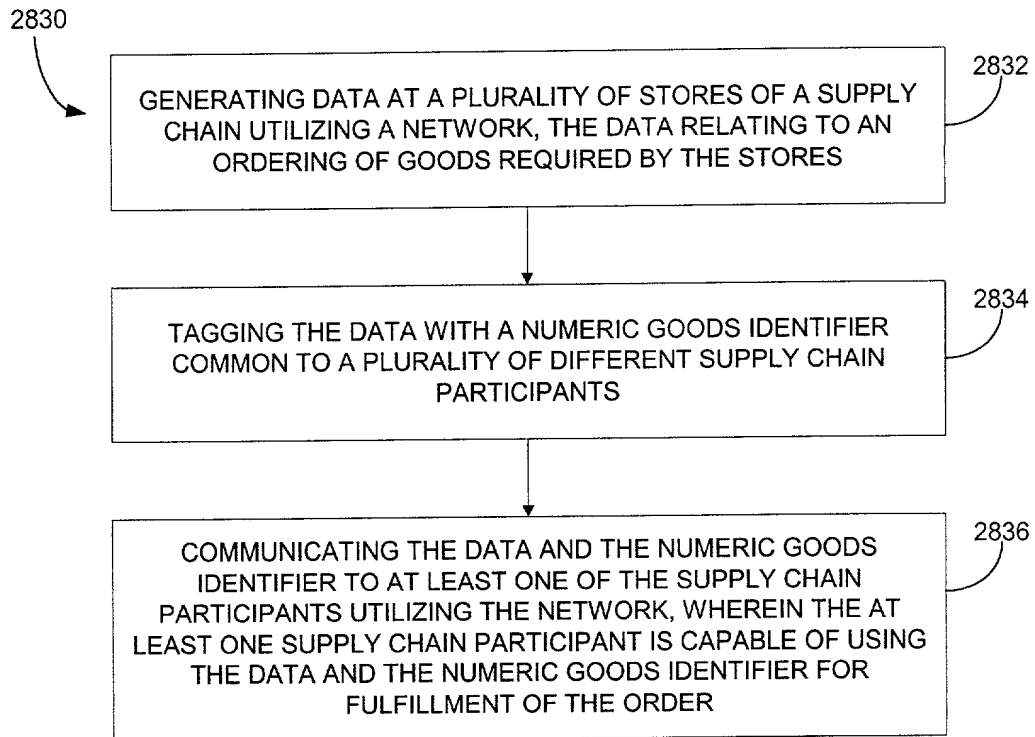 2830
2832
GENERATING DATA AT A PLURALITY OF STORES OF A SUPPLY
CHAIN UTILIZING A NETWORK, THE DATA RELATING TO AN
ORDERING OF GOODS REQUIRED BY THE STORES
2834
TAGGING THE DATA WITH A NUMERIC GOODS IDENTIFIER
COMMON TO A PLURALITY OF DIFFERENT SUPPLY CHAIN
PARTICIPANTS
2836
COMMUNICATING THE DATA AND THE NUMERIC GOODS
IDENTIFIER TO AT LEAST ONE OF THE SUPPLY CHAIN
PARTICIPANTS UTILIZING THE NETWORK, WHEREIN THE AT
LEAST ONE SUPPLY CHAIN PARTICIPANT IS CAPABLE OF USING
THE DATA AND THE NUMERIC GOODS IDENTIFIER FOR
FULFILLMENT OF THE ORDER